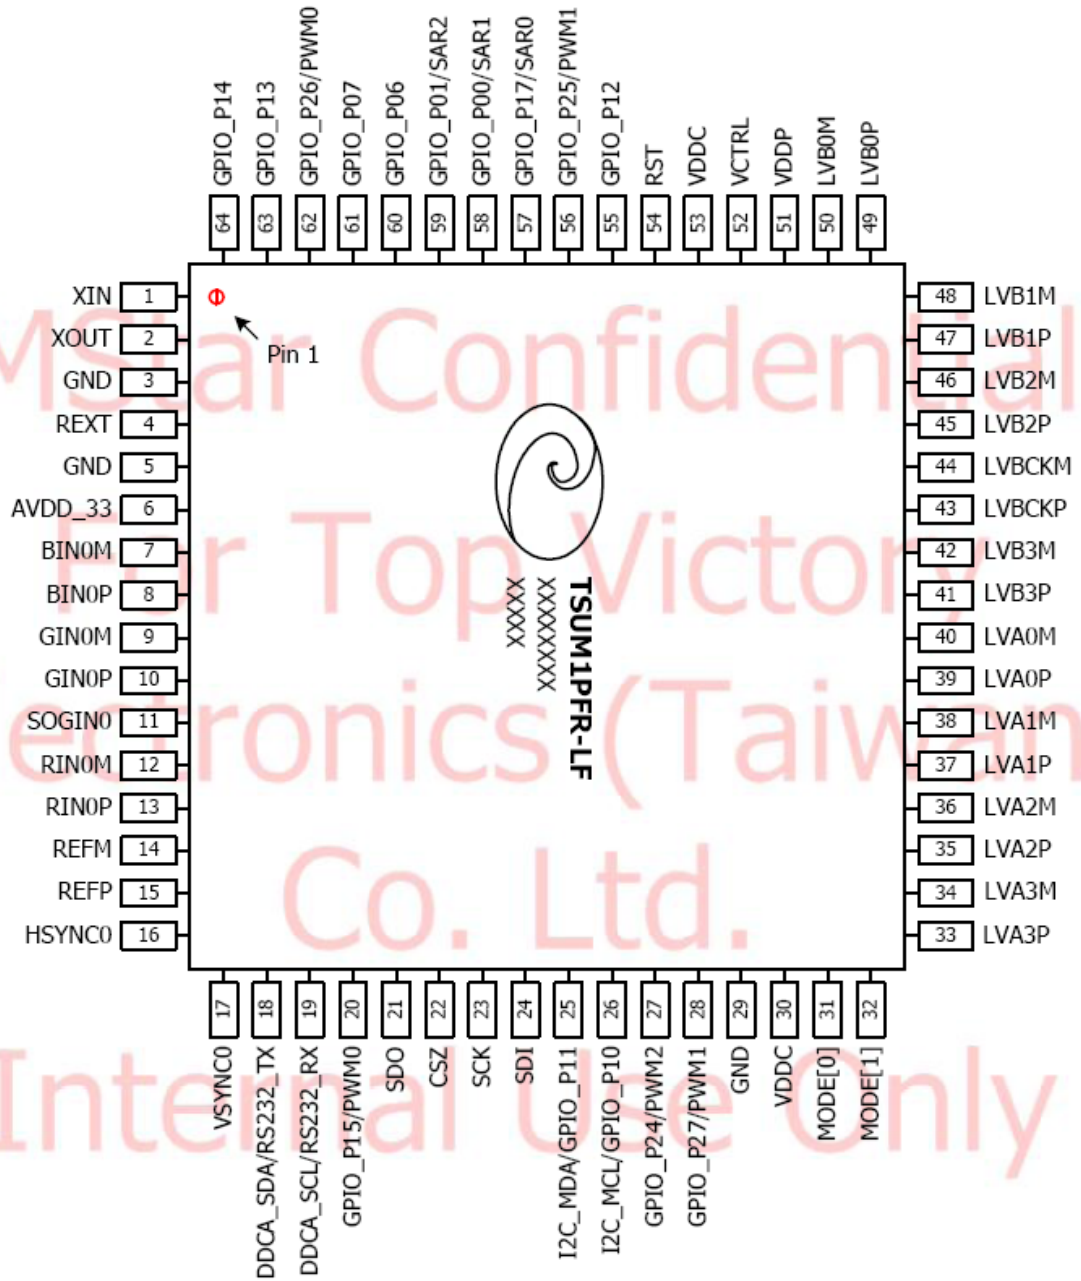 GPIO_P14
GPIO_P13
GPIO_P26/PWM0
GPIO_P07
GPIO_P06
GPIO_P01/SAR2
GPIO_P00/SAR1
GPIO_P17/SAR0
GPIO_P25/PWM1
GPIO_P12
RST
VDDC
VCTRL
VDDP
LVB0M
LVB0P
64
63
62
61
60
59
58
57
56
55
54
53
52
51
50
49
XIN 1
XOUT 2
GND 3
REXT 4
GND 5
AVDD_33 6
BIN0M 7
BIN0P 8
GIN0M 9
GIN0P 10
SOGIN0 11
RIN0M 12
RIN0P 13
REFM 14
REFP 15
HSYNC0 16
Pin 1
TSUM1PFR-LF
XXXXXXXX
XXXXX
48 LVB1M
47 LVB1P
46 LVB2M
45 LVB2P
44 LVBCKM
43 LVBCKP
42 LVB3M
41 LVB3P
40 LVA0M
39 LVA0P
38 LVA1M
37 LVA1P
36 LVA2M
35 LVA2P
34 LVA3M
33 LVA3P
17
18
19
20
21
22
23
24
25
26
27
28
29
30
31
32
VSYNC0
DDCA_SDA/RS232_TX
DDCA_SCL/RS232_RX
GPIO_P15/PWM0
SDO
CSZ
SCK
SDI
I2C_MDA/GPIO_P11
I2C_MCL/GPIO_P10
GPIO_P24/PWM2
GPIO_P27/PWM1
GND
VDDC
MODE[0]
MODE[1]
MStar Confidential
For Top Victory
ectronics (Taiwan
Co. Ltd.
Internal Use Only